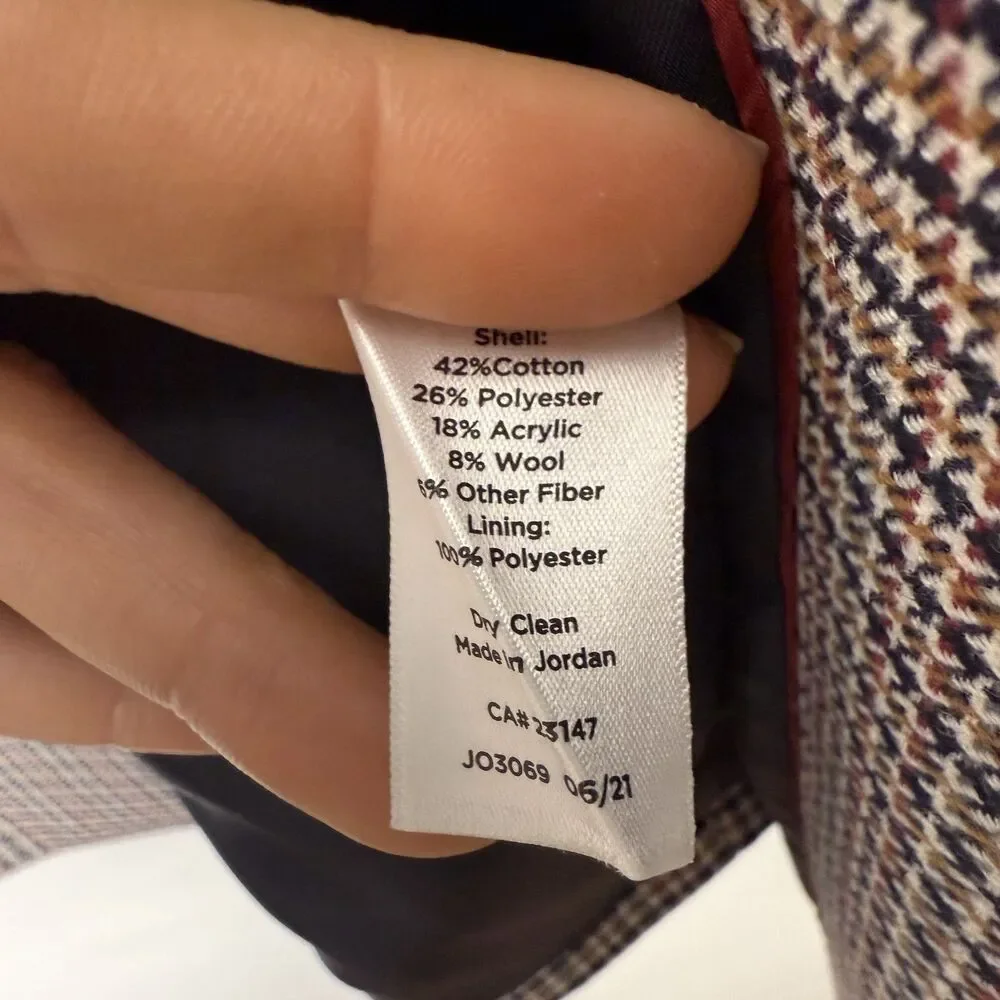 Shell:
42%Cotton
26% Polyester
18% Acrylic
8% Wool
6% Other Fiber
Lining:
100% Polyester
Dry Clean
Made In Jordan
CA# 23147
JO3069 06/21